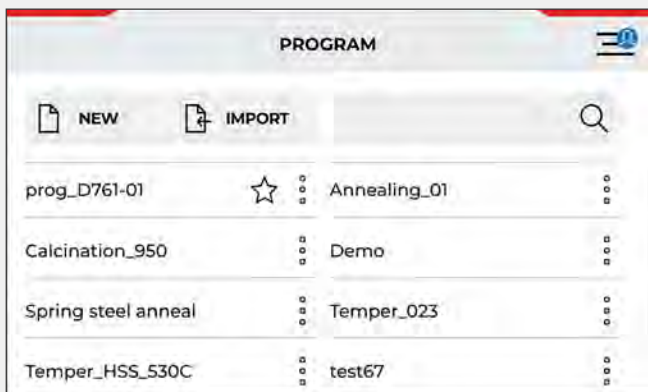 PROGRAM
NEW IMPORT
prog_D761-01 Annealing_01
Calcination_950 Demo
Spring steel anneal Temper_023
Temper_HSS_530C test67